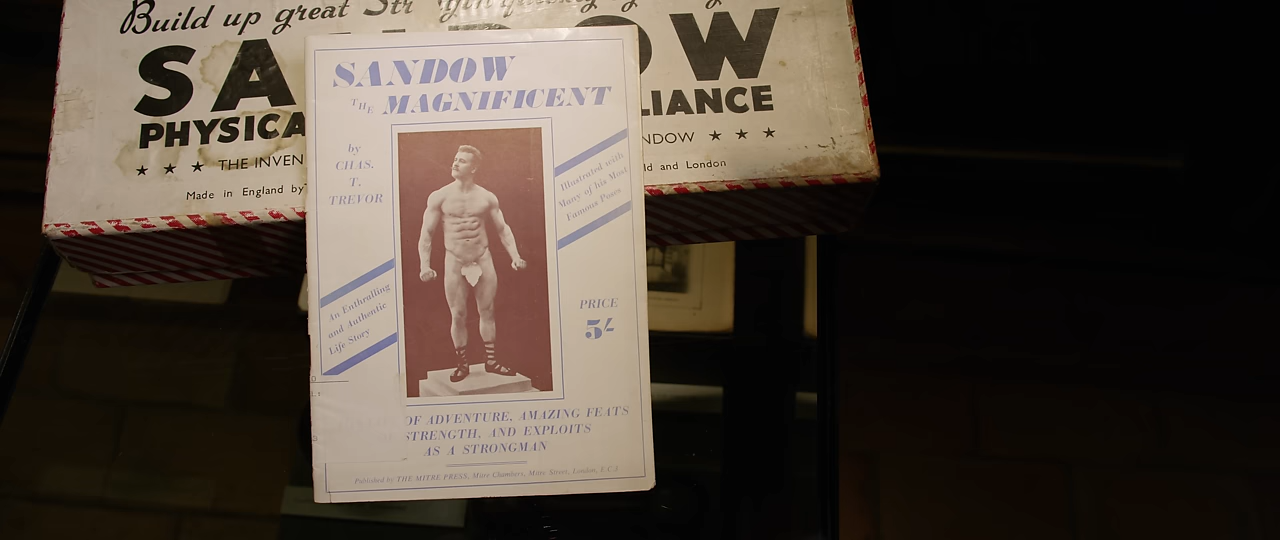 Build up great
SA OW
PHYSICA LIANCE
★ ★ ★ THE INVEN NDOW ★ ★ ★
Made in England by ld and London
SANDOW
THE MAGNIFICENT
by
CHAS.
T.
TREVOR
Illustrated with
Many of his Most
Famous Poses
An Enthralling
and Authentic
Life Story
PRICE
5/-
OF ADVENTURE, AMAZING FEATS
STRENGTH, AND EXPLOITS
AS A STRONGMAN
Published by THE MITRE PRESS, Mitre Chambers, Mitre Street, London, E.C.3